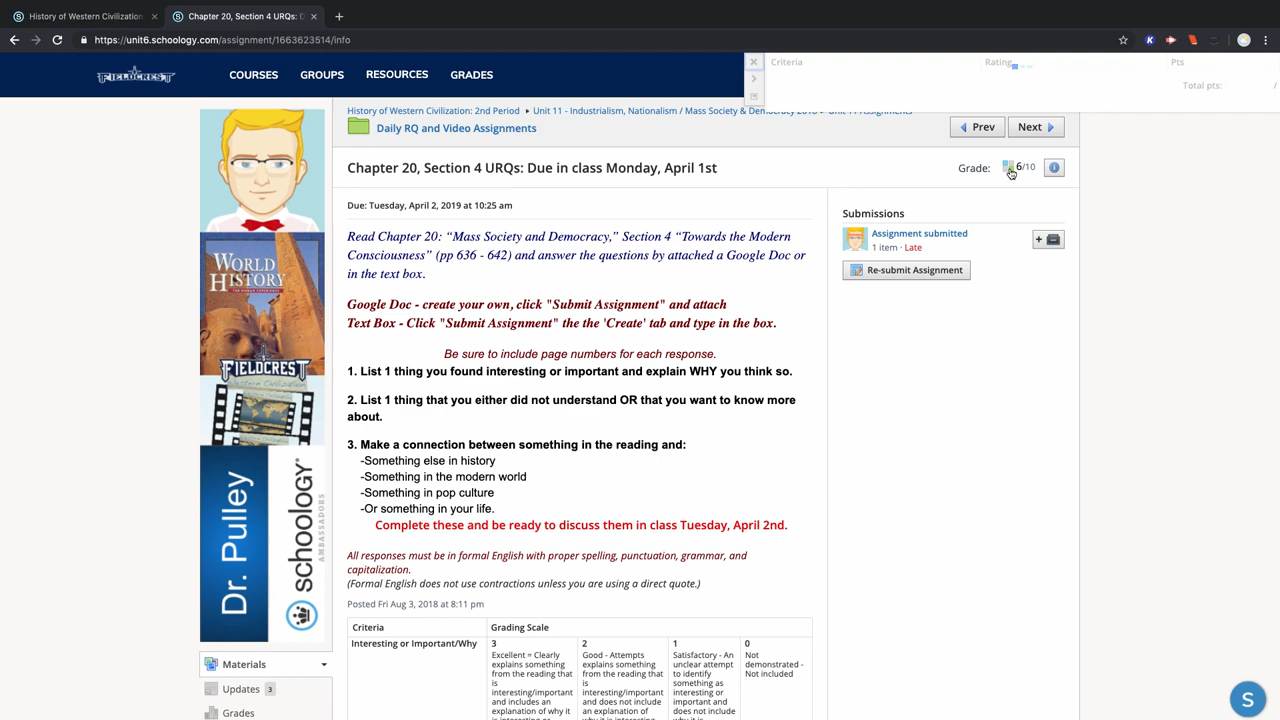 History of Western Civilization:
Chapter 20, Section 4 URQs: D
https://unit6.schoology.com/assignment/1663623514/info
FIELDCREST
COURSES
GROUPS
RESOURCES
GRADES
Criteria
Rating
Pts
Total pts:
/
History of Western Civilization: 2nd Period
Unit 11 - Industrialism, Nationalism / Mass Society & Democracy 2018
Unit 11 Assignments
Daily RQ and Video Assignments
Prev
Next
Chapter 20, Section 4 URQs: Due in class Monday, April 1st
Grade:
6/10
Due: Tuesday, April 2, 2019 at 10:25 am
Read Chapter 20: “Mass Society and Democracy,” Section 4 “Towards the Modern
Consciousness” (pp 636 - 642) and answer the questions by attached a Google Doc or
in the text box.
Google Doc - create your own, click "Submit Assignment" and attach
Text Box - Click "Submit Assignment" the the 'Create' tab and type in the box.
Be sure to include page numbers for each response.
1. List 1 thing you found interesting or important and explain WHY you think so.
2. List 1 thing that you either did not understand OR that you want to know more
about.
3. Make a connection between something in the reading and:
-Something else in history
-Something in the modern world
-Something in pop culture
-Or something in your life.
Complete these and be ready to discuss them in class Tuesday, April 2nd.
All responses must be in formal English with proper spelling, punctuation, grammar, and
capitalization.
(Formal English does not use contractions unless you are using a direct quote.)
Posted Fri Aug 3, 2018 at 8:11 pm
Criteria
Grading Scale
Interesting or Important/Why
3
Excellent = Clearly
explains something
from the reading that
is
interesting/important
and includes an
explanation of why it
is interesting or
2
Good - Attempts
explains something
from the reading that
is
interesting/important
and does not include
an explanation of
why it is interesting
1
Satisfactory - An
unclear attempt
to identify
something as
interesting or
important and
does not include
why it is
0
Not
demonstrated -
Not included
Submissions
Assignment submitted
1 item · Late
Re-submit Assignment
WORLD
HISTORY
FIELDCREST
Western Civilization
Dr. Pulley
schoology
AMBASSADORS
Materials
Updates 3
Grades
S